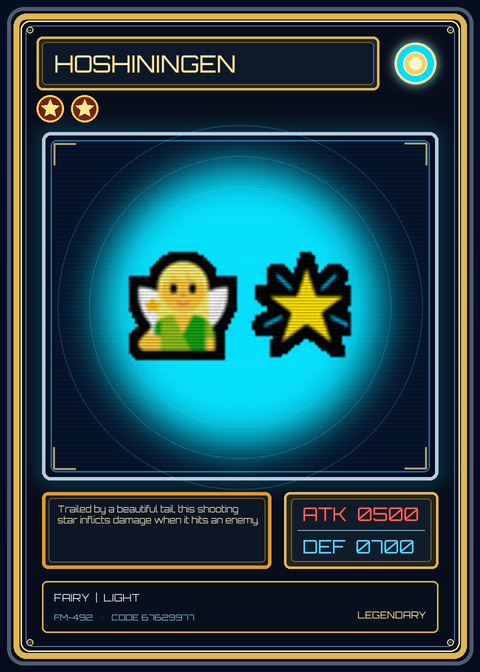 HOSHININGEN
Trailed by a beautiful tail, this shooting
star inflicts damage when it hits an enemy.
ATK 0500
DEF 0700
FAIRY | LIGHT
FM-492 · CODE 67629977
LEGENDARY